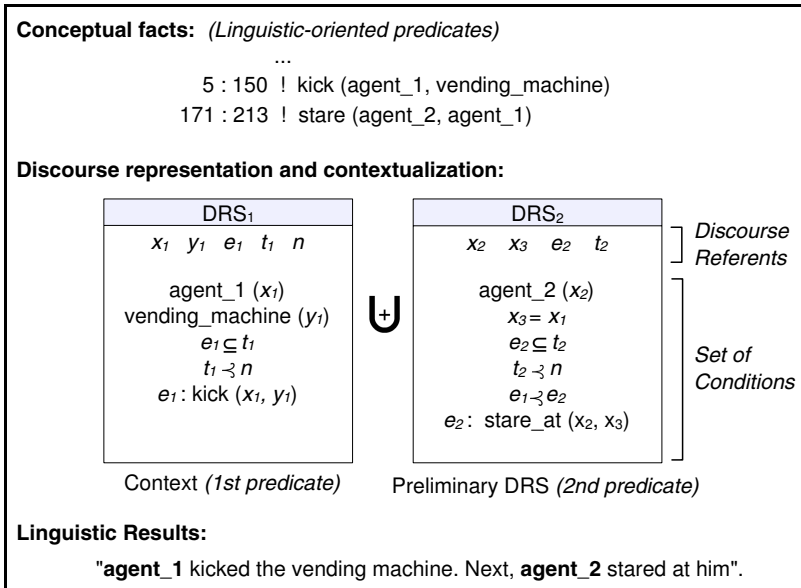 Conceptual facts: (Linguistic-oriented predicates)
...
5 : 150 ! kick (agent_1, vending_machine)
171 : 213 ! stare (agent_2, agent_1)
Discourse representation and contextualization:
DRS₁
x₁ y₁ e₁ t₁ n
agent_1 (x₁)
vending_machine (y₁)
e₁ ⊆ t₁
t₁ ⊰ n
e₁ : kick (x₁, y₁)
Context (1st predicate)
⊎
DRS₂
x₂ x₃ e₂ t₂
agent_2 (x₂)
x₃ = x₁
e₂ ⊆ t₂
t₂ ⊰ n
e₁ ⊰ e₂
e₂ : stare_at (x₂, x₃)
Preliminary DRS (2nd predicate)
Discourse
Referents
Set of
Conditions
Linguistic Results:
"agent_1 kicked the vending machine. Next, agent_2 stared at him".